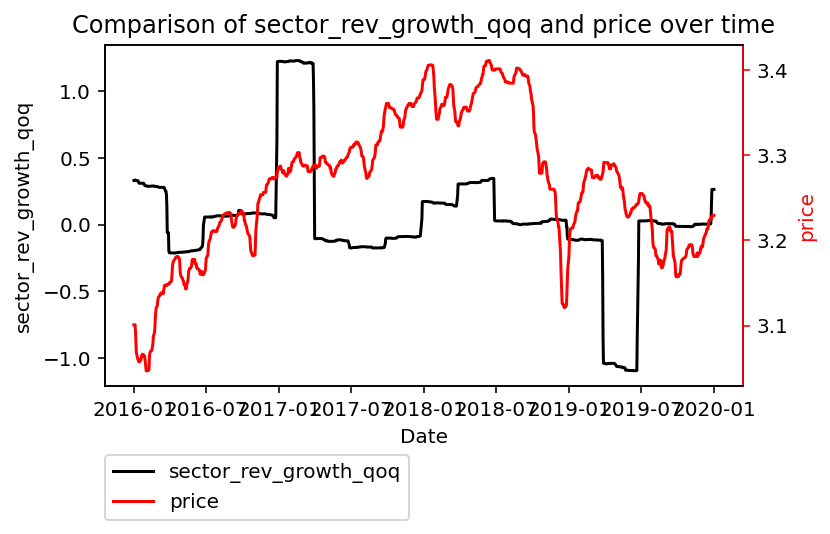 Comparison of sector_rev_growth_qoq and price over time
sector_rev_growth_qoq
1.0
0.5
0.0
−0.5
−1.0
3.4
3.3
3.2
3.1
price
2016-01 2016-07 2017-01 2017-07 2018-01 2018-07 2019-01 2019-07 2020-01
Date
sector_rev_growth_qoq
price